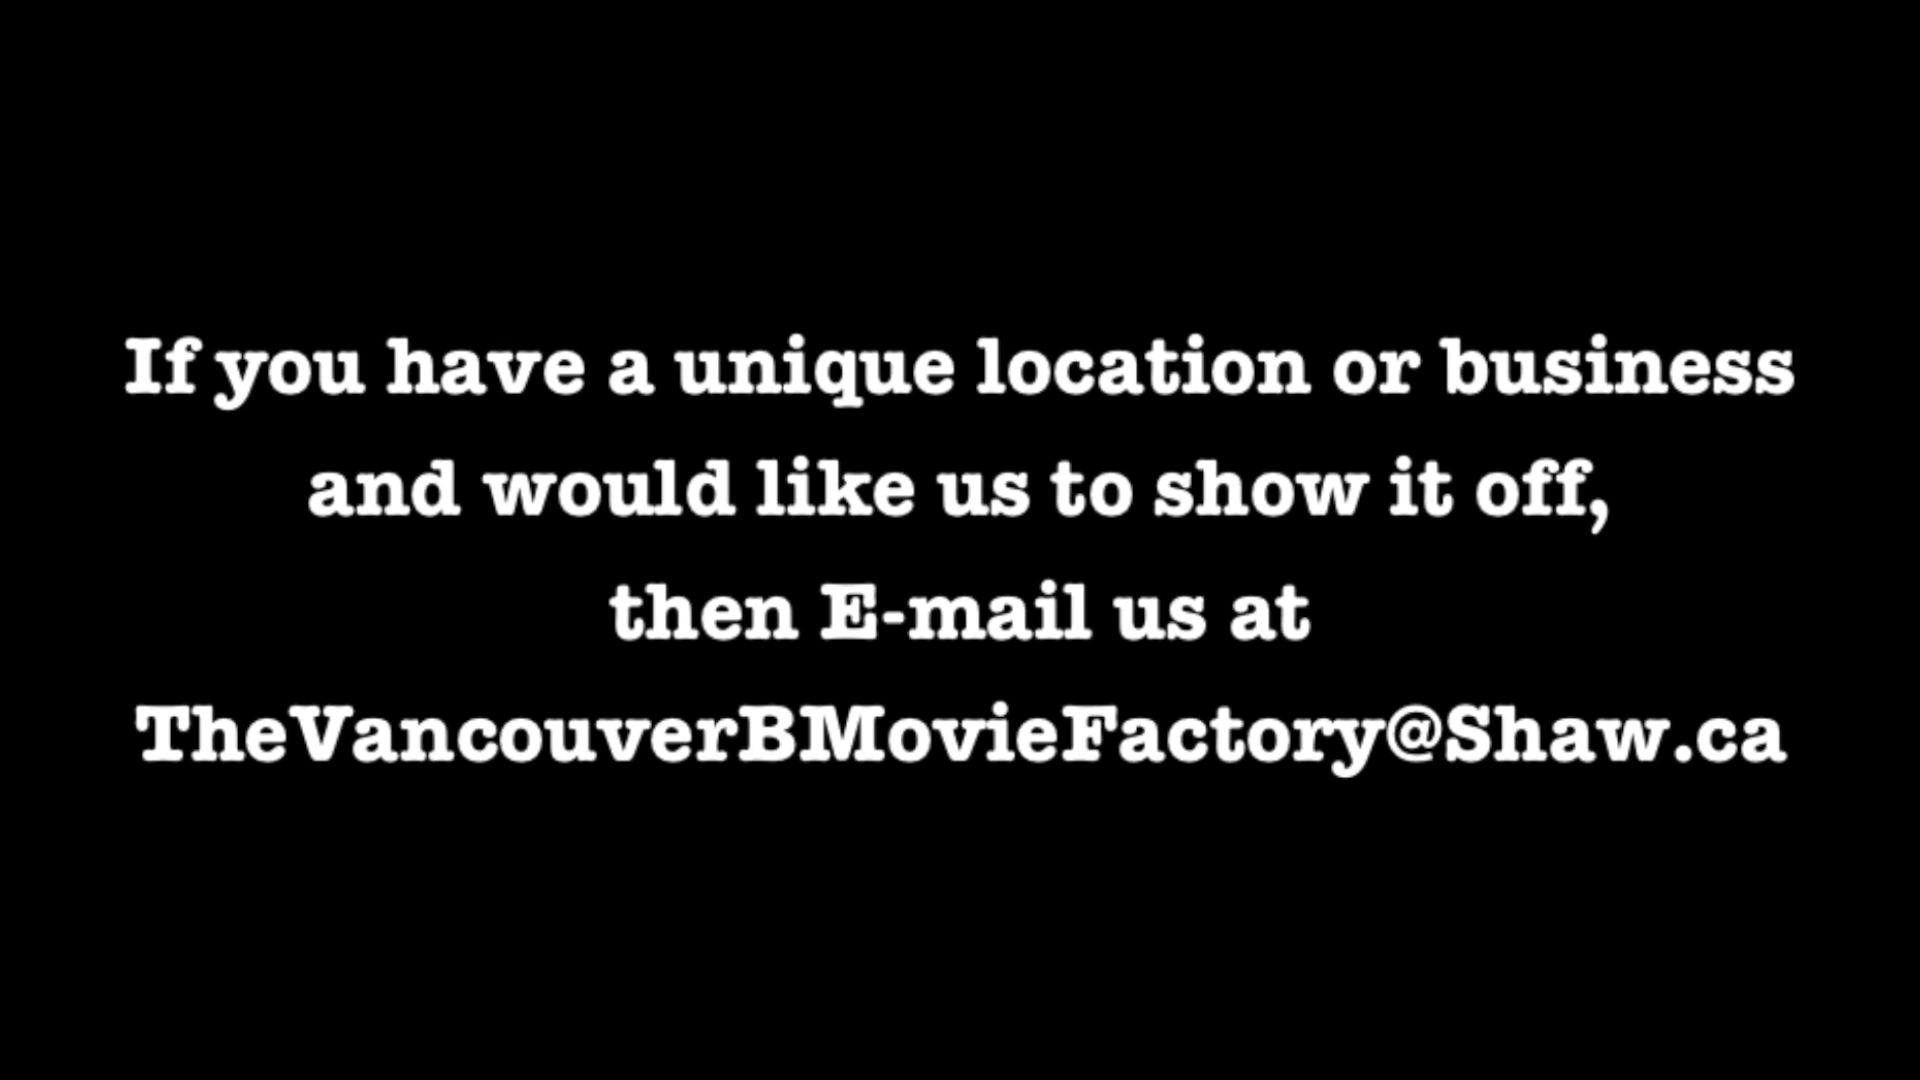 If you have a unique location or business
and would like us to show it off,
then E-mail us at
TheVancouverBMovieFactory@Shaw.ca